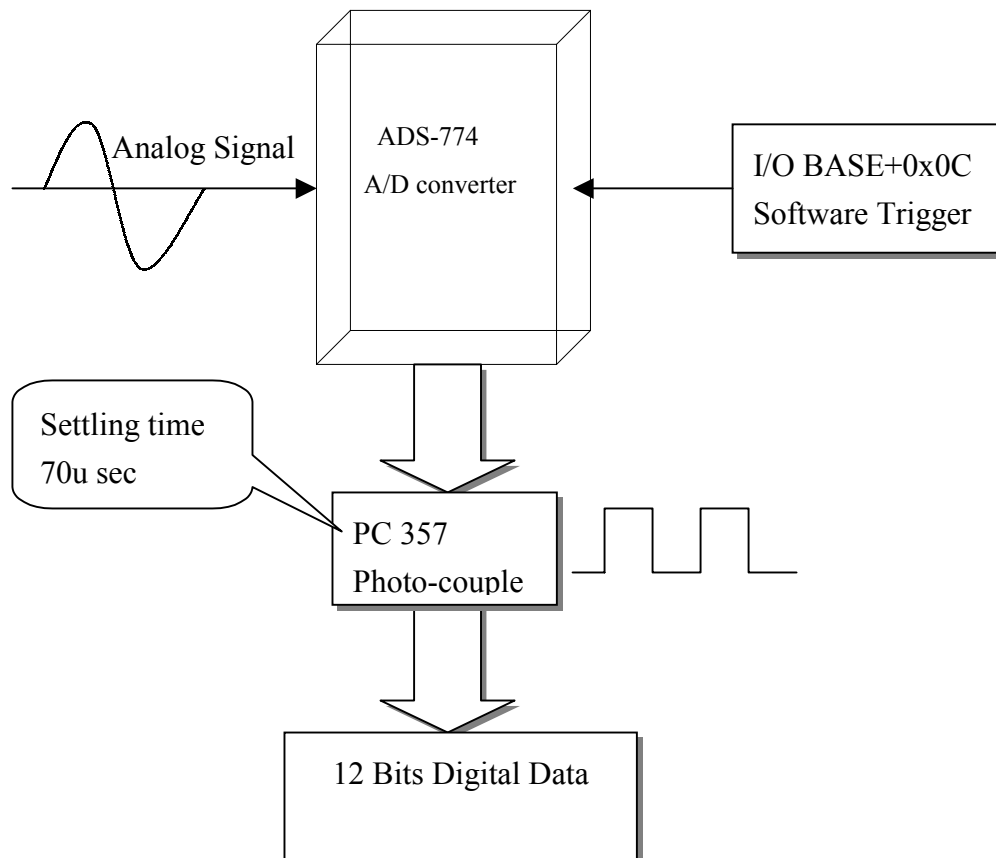 ADS-774
A/D converter
Analog Signal
I/O BASE+0x0C
Software Trigger
Settling time
70u sec
PC 357
Photo-couple
12 Bits Digital Data